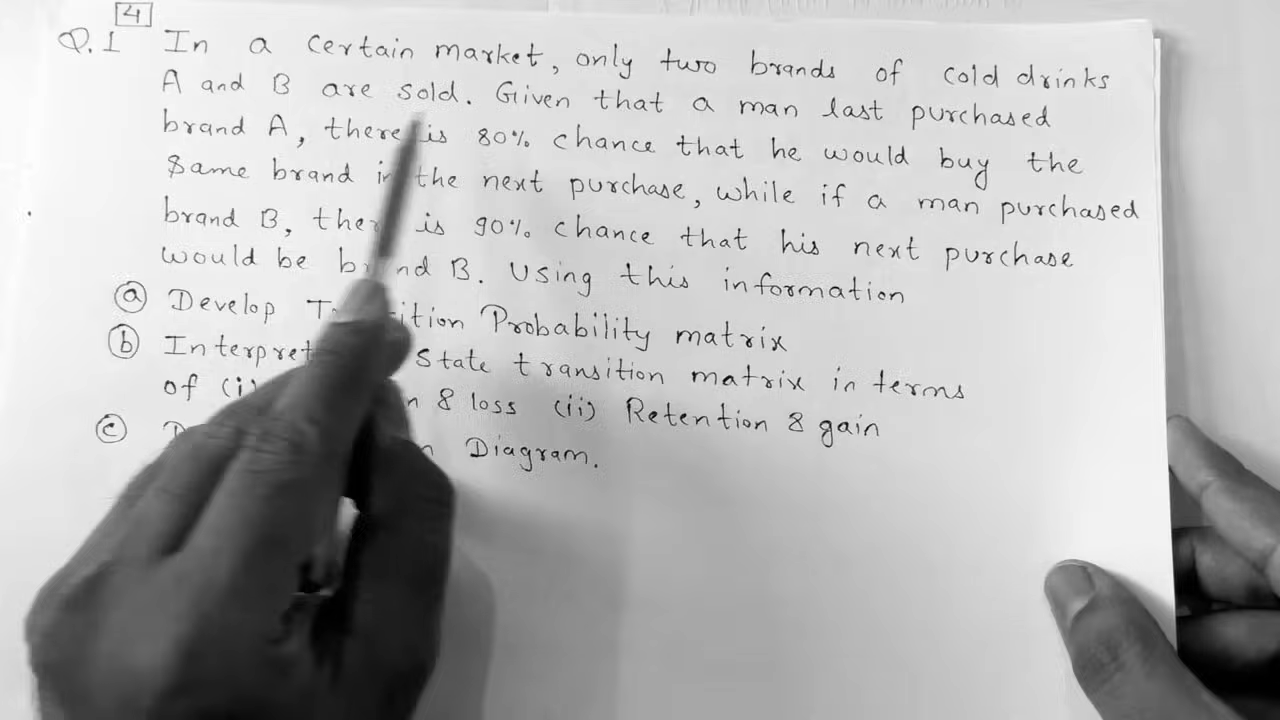 4
Q.1 In a certain market, only two brands of cold drinks
A and B are sold. Given that a man last purchased
brand A, there is 80% chance that he would buy the
same brand in the next purchase, while if a man purchased
brand B, there is 90% chance that his next purchase
would be brand B. Using this information
(a) Develop Transition Probability matrix
(b) Interpret State transition matrix in terms
of (i) & loss (ii) Retention & gain
(c) Diagram.